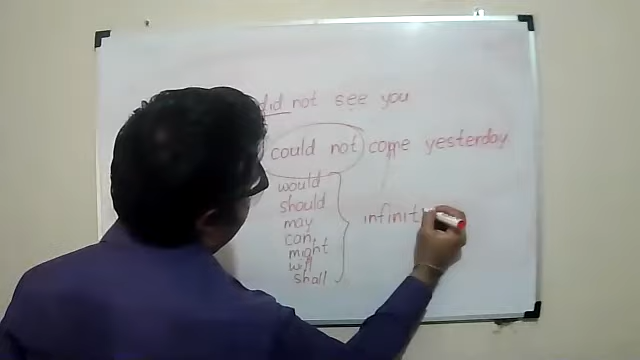 did not see you
could not come yesterday
would
should
may
can
might
will
shall
infiniti